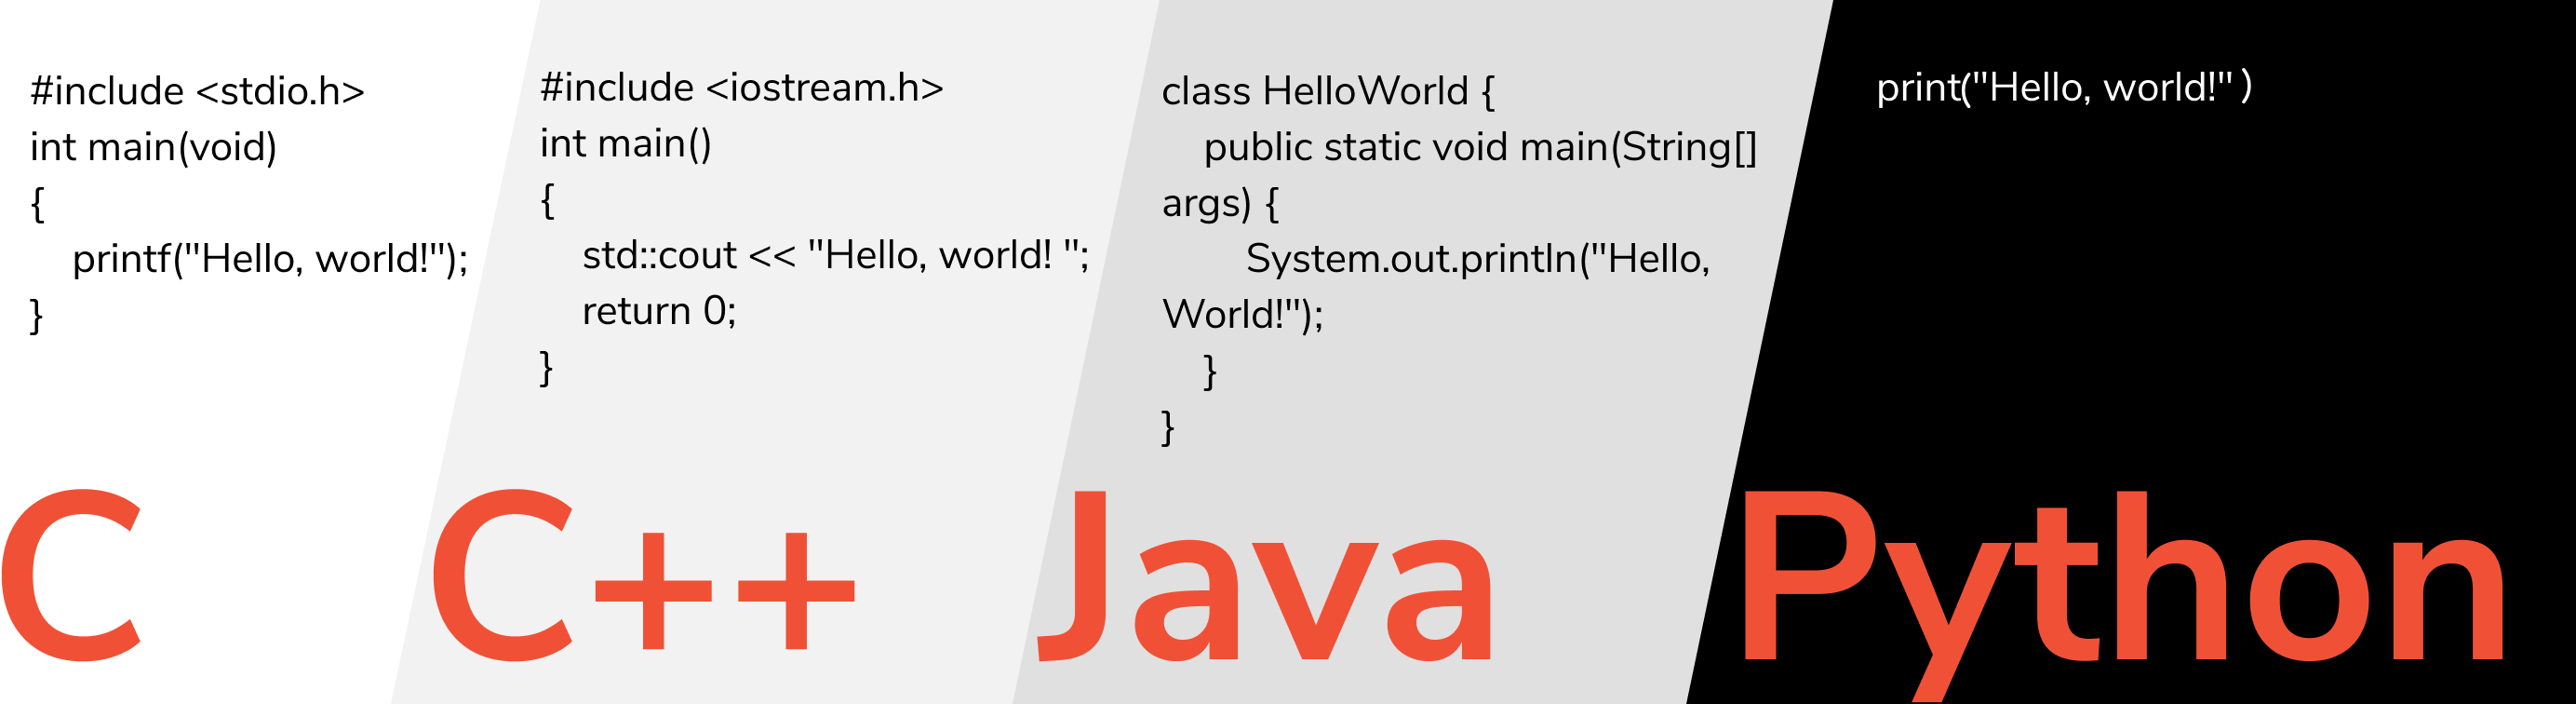 #include <stdio.h>
int main(void)
{
    printf("Hello, world!");
}
C
#include <iostream.h>
int main()
{
    std::cout << "Hello, world! ";
    return 0;
}
C++
class HelloWorld {
    public static void main(String[]
args) {
        System.out.println("Hello,
World!");
    }
}
Java
print("Hello, world!")
Python